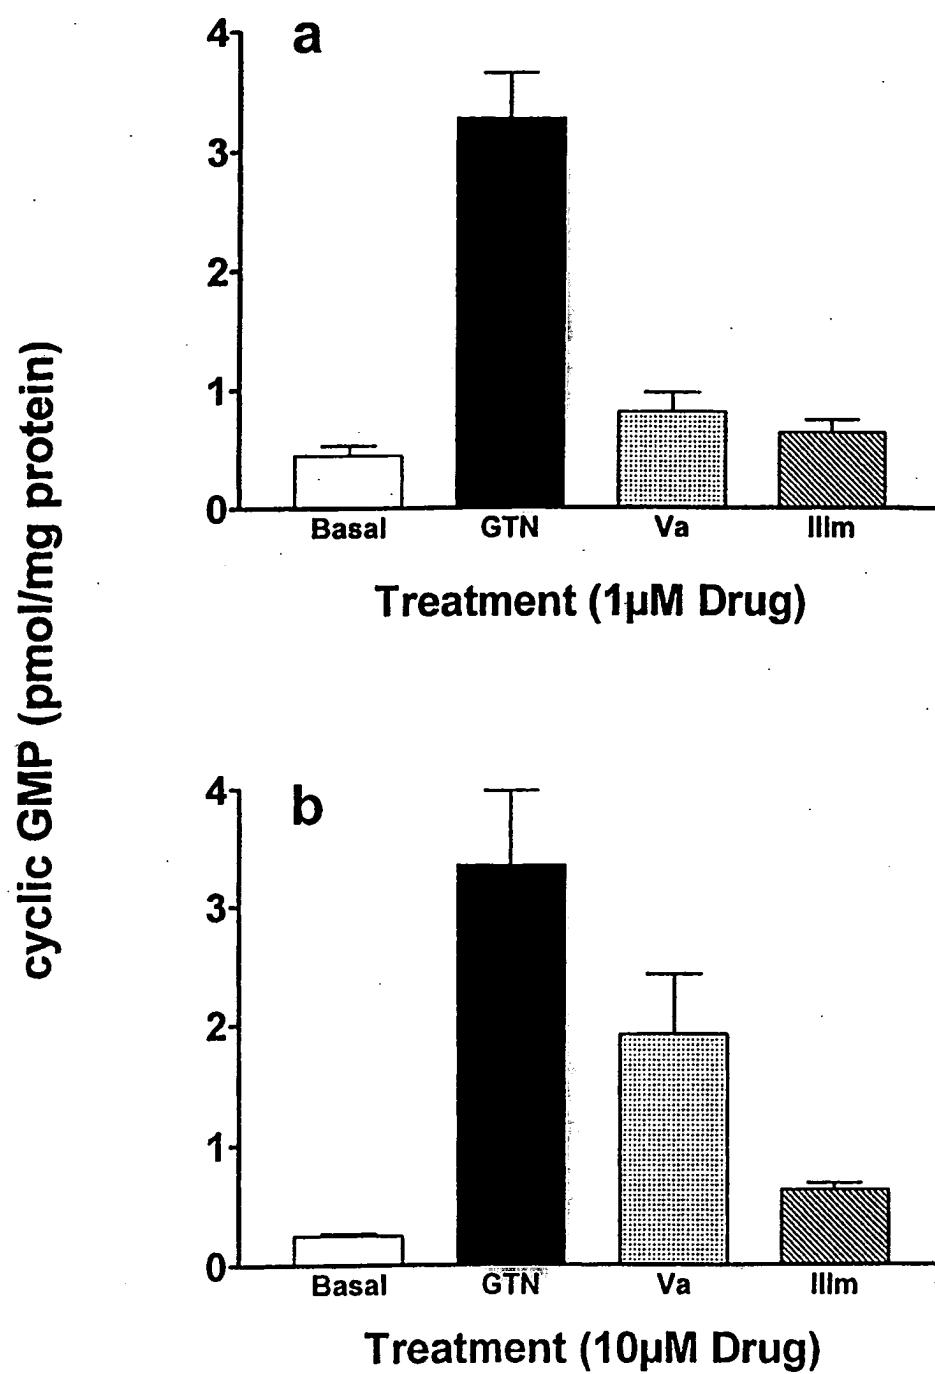 cyclic GMP (pmol/mg protein)
a
4
3
2
1
0
Basal GTN Va IIIm
Treatment (1µM Drug)
b
4
3
2
1
0
Basal GTN Va IIIm
Treatment (10µM Drug)